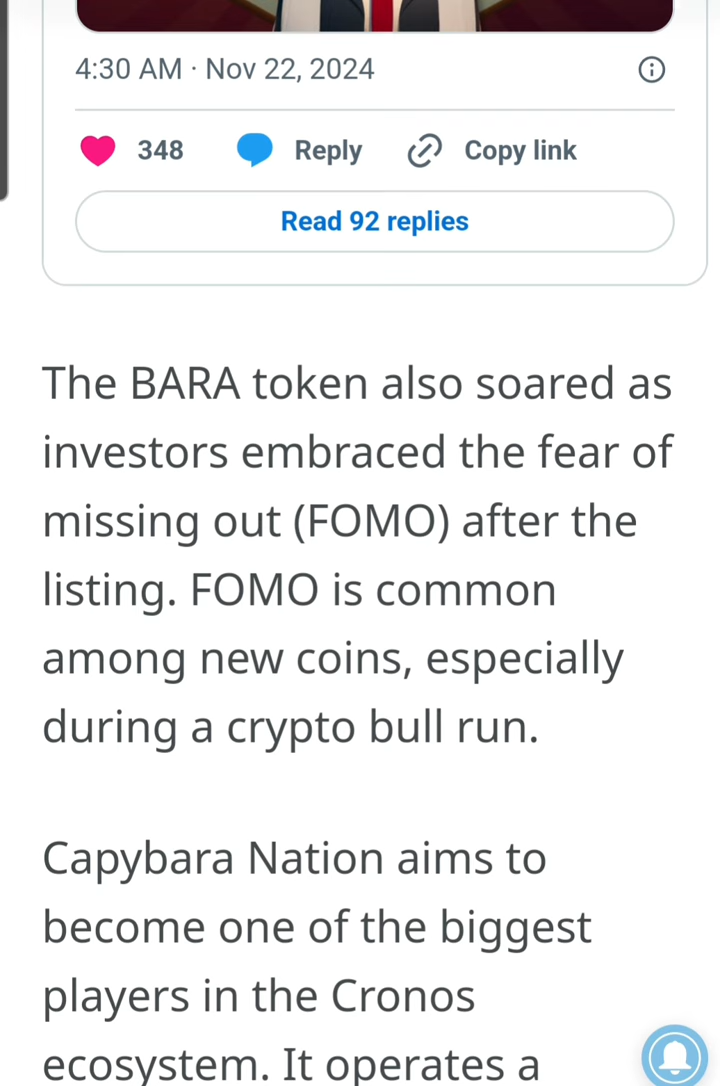 4:30 AM · Nov 22, 2024
348 Reply Copy link
Read 92 replies
The BARA token also soared as
investors embraced the fear of
missing out (FOMO) after the
listing. FOMO is common
among new coins, especially
during a crypto bull run.
Capybara Nation aims to
become one of the biggest
players in the Cronos
ecosystem. It operates a